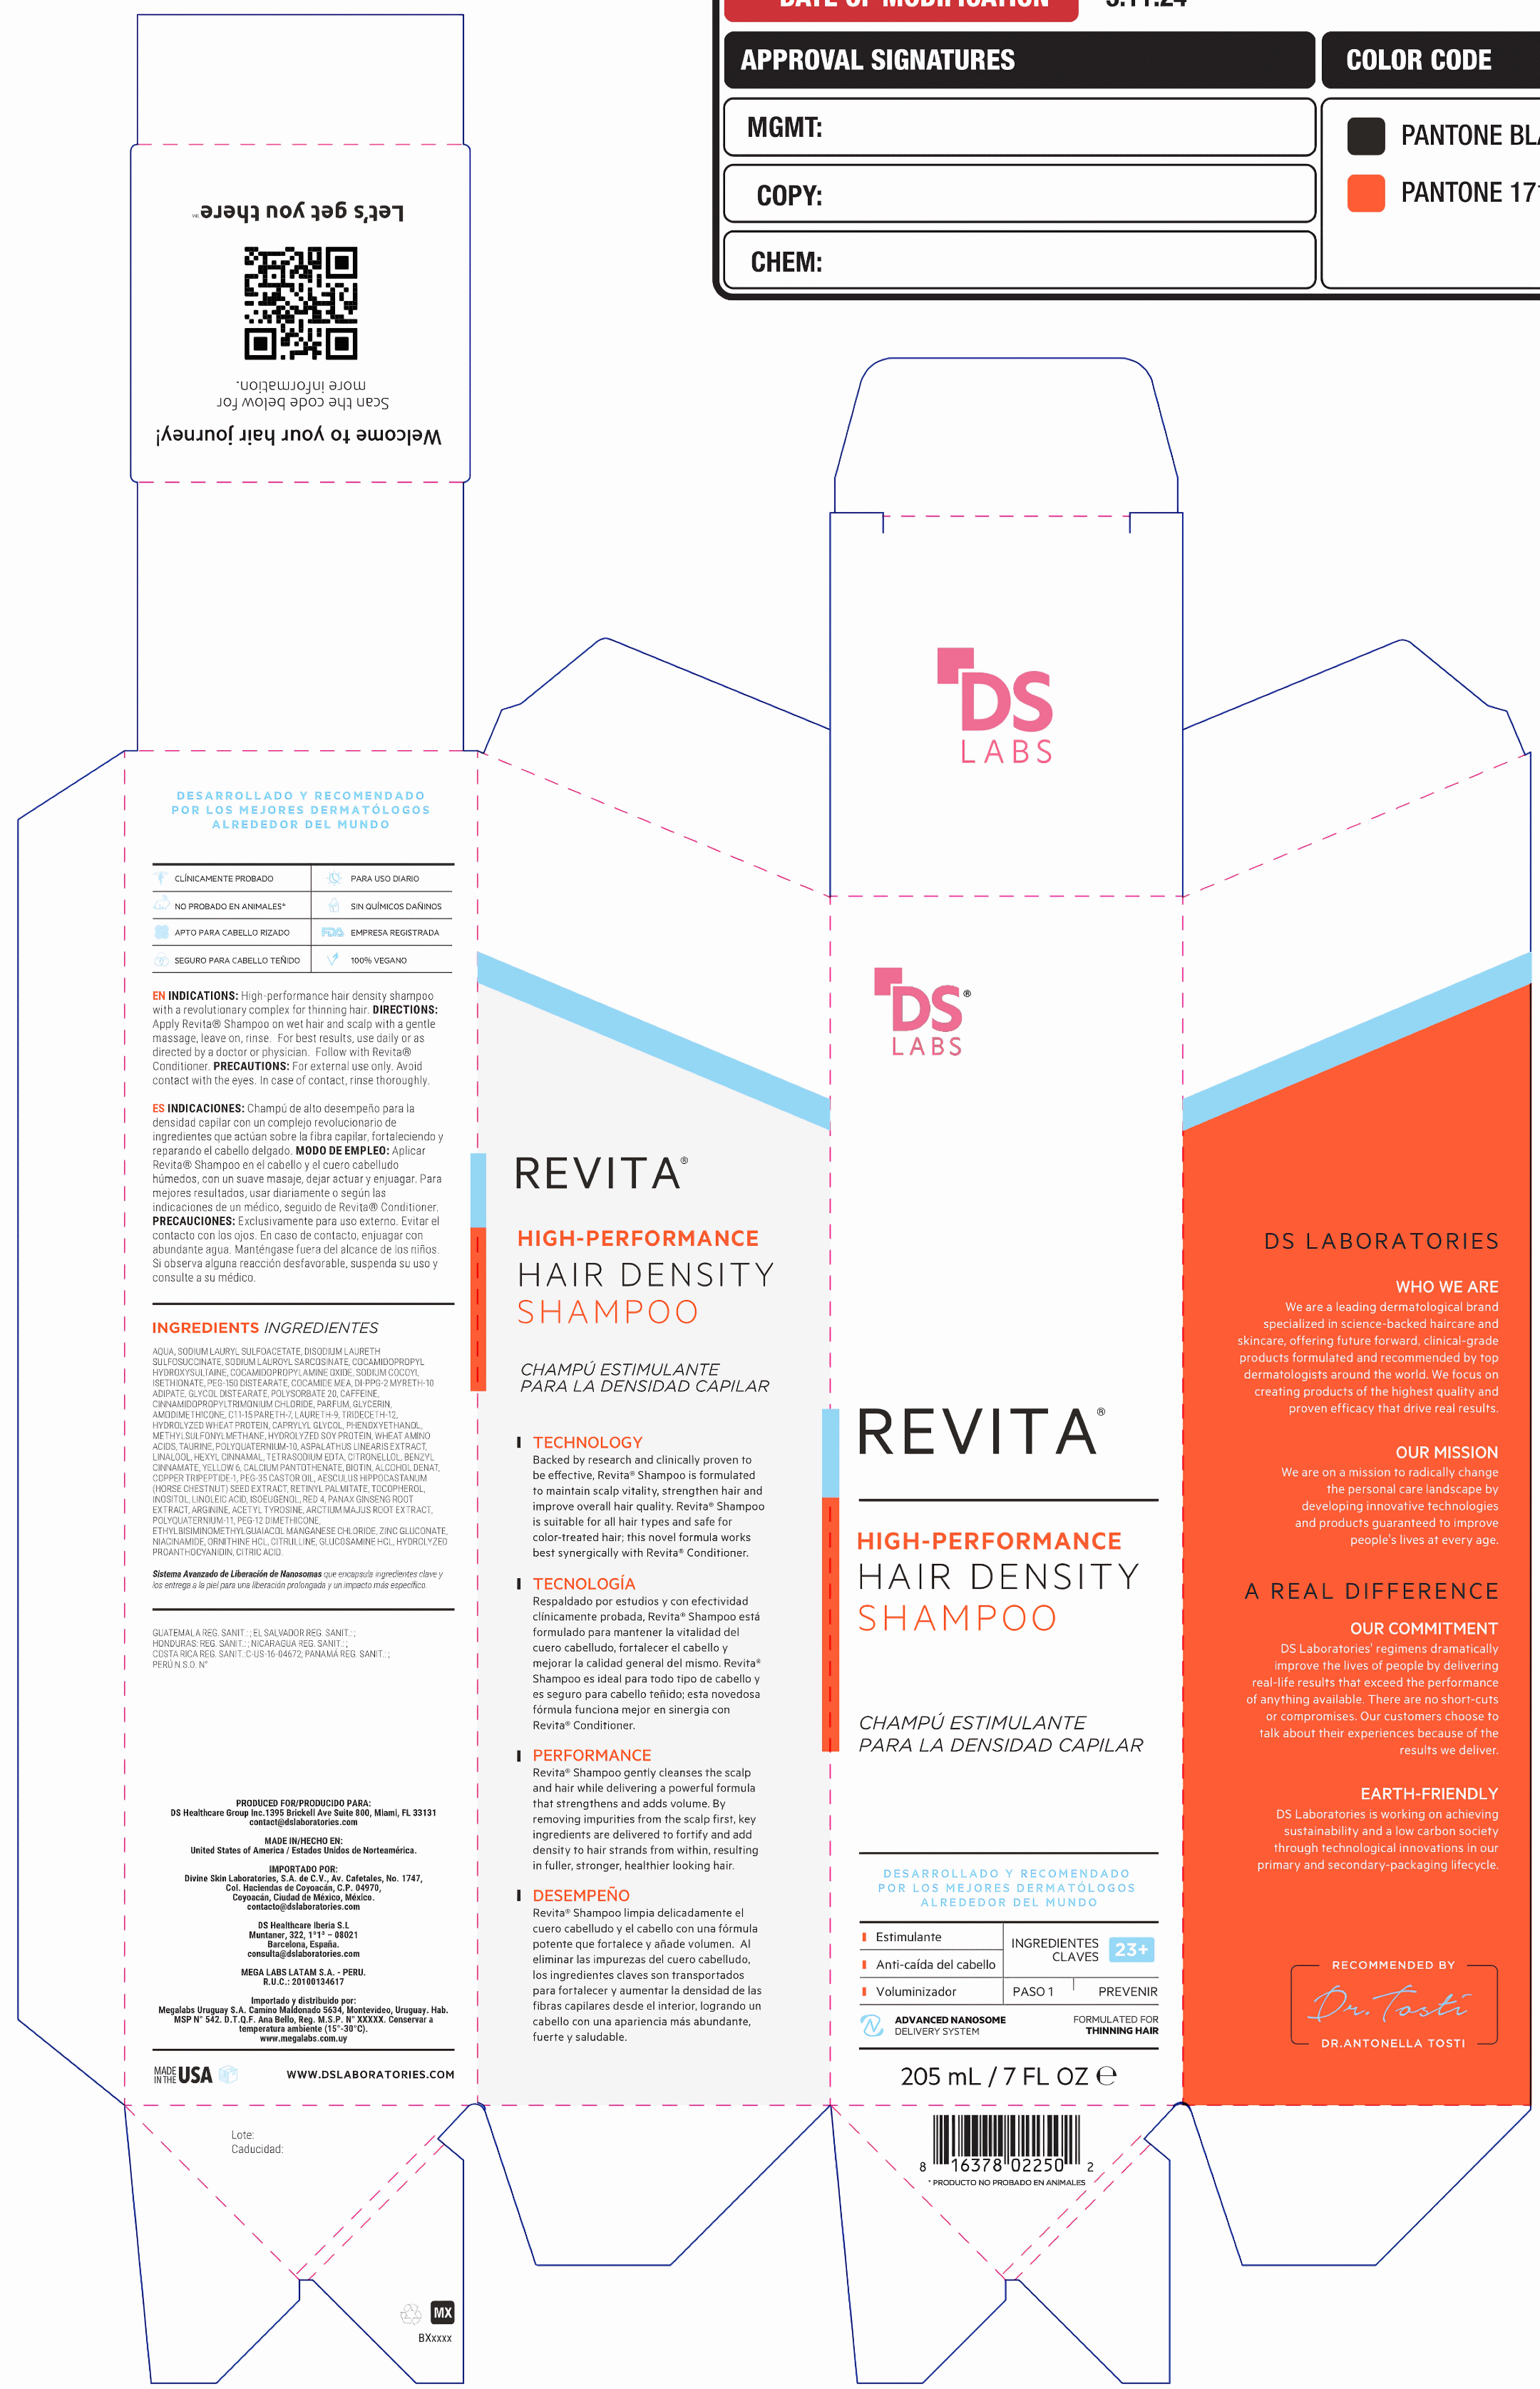 DATE OF MODIFICATION
5.11.24
APPROVAL SIGNATURES
COLOR CODE
MGMT:
COPY:
CHEM:
PANTONE
PANTONE
Welcome to your hair journey!
Scan the code below for
more information.
Let's get you there™
DS
LABS
DESARROLLADO Y RECOMENDADO
POR LOS MEJORES DERMATÓLOGOS
ALREDEDOR DEL MUNDO
CLÍNICAMENTE PROBADO
PARA USO DIARIO
NO PROBADO EN ANIMALES*
SIN QUÍMICOS DAÑINOS
APTO PARA CABELLO RIZADO
FDA EMPRESA REGISTRADA
SEGURO PARA CABELLO TEÑIDO
100% VEGANO
EN INDICATIONS: High-performance hair density shampoo
with a revolutionary complex for thinning hair. DIRECTIONS:
Apply Revita® Shampoo on wet hair and scalp with a gentle
massage, leave on, rinse. For best results, use daily or as
directed by a doctor or physician. Follow with Revita®
Conditioner. PRECAUTIONS: For external use only. Avoid
contact with the eyes. In case of contact, rinse thoroughly.
ES INDICACIONES: Champú de alto desempeño para la
densidad capilar con un complejo revolucionario de
ingredientes que actúan sobre la fibra capilar, fortaleciendo y
reparando el cabello delgado. MODO DE EMPLEO: Aplicar
Revita® Shampoo en el cabello y el cuero cabelludo
húmedos, con un suave masaje, dejar actuar y enjuagar. Para
mejores resultados, usar diariamente o según las
indicaciones de un médico, seguido de Revita® Conditioner.
PRECAUCIONES: Exclusivamente para uso externo. Evitar el
contacto con los ojos. En caso de contacto, enjuagar con
abundante agua. Manténgase fuera del alcance de los niños.
Si observa alguna reacción desfavorable, suspenda su uso y
consulte a su médico.
INGREDIENTS INGREDIENTES
AQUA, SODIUM LAURYL SULFOACETATE, DISODIUM LAURETH
SULFOSUCCINATE, SODIUM LAUROYL SARCOSINATE, COCAMIDOPROPYL
HYDROXYSULTAINE, COCAMIDOPROPYLAMINE OXIDE, SODIUM COCOYL
ISETHIONATE, PEG-150 DISTEARATE, COCAMIDE MEA, DI-PPG-2 MYRETH-10
ADIPATE, GLYCOL DISTEARATE, POLYSORBATE 20, CAFFEINE,
CINNAMIDOPROPYLTRIMONIUM CHLORIDE, PARFUM, GLYCERIN,
AMODIMETHICONE, C11-15 PARETH-7, LAURETH-9, TRIDECETH-12,
HYDROLYZED WHEAT PROTEIN, CAPRYLYL GLYCOL, PHENOXYETHANOL,
METHYLSULFONYLMETHANE, HYDROLYZED SOY PROTEIN, WHEAT AMINO
ACIDS, TAURINE, POLYQUATERNIUM-10, ASPALATHUS LINEARIS EXTRACT,
LINALOOL, HEXYL CINNAMAL, TETRASODIUM EDTA, CITRONELLOL, BENZYL
CINNAMATE, YELLOW 6, CALCIUM PANTOTHENATE, BIOTIN, ALCOHOL DENAT,
COPPER TRIPEPTIDE-1, PEG-35 CASTOR OIL, AESCULUS HIPPOCASTANUM
(HORSE CHESTNUT) SEED EXTRACT, RETINYL PALMITATE, TOCOPHEROL,
INOSITOL, LINOLEIC ACID, ISOEUGENOL, RED 4, PANAX GINSENG ROOT
EXTRACT, ARGININE, ACETYL TYROSINE, ARCTIUM MAJUS ROOT EXTRACT,
POLYQUATERNIUM-11, PEG-12 DIMETHICONE,
ETHYLBISIMINOMETHYLGUAIACOL MANGANESE CHLORIDE, ZINC GLUCONATE,
NIACINAMIDE, ORNITHINE HCL, CITRULLINE, GLUCOSAMINE HCL, HYDROLYZED
PROANTHOCYANIDIN, CITRIC ACID.
Sistema Avanzado de Liberación de Nanosomas que encapsula ingredientes clave y
los entrega a la piel para una liberación prolongada y un impacto más específico.
GUATEMALA REG. SANIT.: ; EL SALVADOR REG. SANIT.: ;
HONDURAS: REG. SANIT.: ; NICARAGUA REG. SANIT.: ;
COSTA RICA REG. SANIT.:C-US-16-04672; PANAMÁ REG. SANIT.: ;
PERÚ N.S.O. N°
PRODUCED FOR/PRODUCIDO PARA:
DS Healthcare Group Inc.1395 Brickell Ave Suite 800, Miami, FL 33131
contact@dslaboratories.com
MADE IN/HECHO EN:
United States of America / Estados Unidos de Norteamérica.
IMPORTADO POR:
Divine Skin Laboratories, S.A. de C.V., Av. Cafetales, No. 1747,
Col. Haciendas de Coyoacán, C.P. 04970,
Coyoacán, Ciudad de México, México.
contacto@dslaboratories.com
DS Healthcare Iberia S.L
Muntaner, 322, 1º1ª – 08021
Barcelona, España.
consulta@dslaboratories.com
MEGA LABS LATAM S.A. - PERU.
R.U.C.: 20100134617
Importado y distribuido por:
Megalabs Uruguay S.A. Camino Maldonado 5634, Montevideo, Uruguay. Hab.
MSP N° 542. D.T.Q.F. Ana Bello, Reg. M.S.P. N° XXXXX. Conservar a
temperatura ambiente (15°-30°C).
www.megalabs.com.uy
MADE
IN THE USA
WWW.DSLABORATORIES.COM
Lote:
Caducidad:
MX
BXxxxx
REVITA®
HIGH-PERFORMANCE
HAIR DENSITY
SHAMPOO
CHAMPÚ ESTIMULANTE
PARA LA DENSIDAD CAPILAR
TECHNOLOGY
Backed by research and clinically proven to
be effective, Revita® Shampoo is formulated
to maintain scalp vitality, strengthen hair and
improve overall hair quality. Revita® Shampoo
is suitable for all hair types and safe for
color-treated hair; this novel formula works
best synergically with Revita® Conditioner.
TECNOLOGÍA
Respaldado por estudios y con efectividad
clínicamente probada, Revita® Shampoo está
formulado para mantener la vitalidad del
cuero cabelludo, fortalecer el cabello y
mejorar la calidad general del mismo. Revita®
Shampoo es ideal para todo tipo de cabello y
es seguro para cabello teñido; esta novedosa
fórmula funciona mejor en sinergia con
Revita® Conditioner.
PERFORMANCE
Revita® Shampoo gently cleanses the scalp
and hair while delivering a powerful formula
that strengthens and adds volume. By
removing impurities from the scalp first, key
ingredients are delivered to fortify and add
density to hair strands from within, resulting
in fuller, stronger, healthier looking hair.
DESEMPEÑO
Revita® Shampoo limpia delicadamente el
cuero cabelludo y el cabello con una fórmula
potente que fortalece y añade volumen. Al
eliminar las impurezas del cuero cabelludo,
los ingredientes claves son transportados
para fortalecer y aumentar la densidad de las
fibras capilares desde el interior, logrando un
cabello con una apariencia más abundante,
fuerte y saludable.
DS®
LABS
REVITA®
HIGH-PERFORMANCE
HAIR DENSITY
SHAMPOO
CHAMPÚ ESTIMULANTE
PARA LA DENSIDAD CAPILAR
DESARROLLADO Y RECOMENDADO
POR LOS MEJORES DERMATÓLOGOS
ALREDEDOR DEL MUNDO
Estimulante
Anti-caída del cabello
Voluminizador
INGREDIENTES
CLAVES 23+
PASO 1
PREVENIR
ADVANCED NANOSOME
DELIVERY SYSTEM
FORMULATED FOR
THINNING HAIR
205 mL / 7 FL OZ ℮
8 16378 02250 2
* PRODUCTO NO PROBADO EN ANIMALES
DS LABORATORIES
WHO WE ARE
We are a leading dermatological brand
specialized in science-backed haircare and
skincare, offering future forward, clinical-grade
products formulated and recommended by top
dermatologists around the world. We focus on
creating products of the highest quality and
proven efficacy that drive real results.
OUR MISSION
We are on a mission to radically change
the personal care landscape by
developing innovative technologies
and products guaranteed to improve
people's lives at every age.
A REAL DIFFERENCE
OUR COMMITMENT
DS Laboratories' regimens dramatically
improve the lives of people by delivering
real-life results that exceed the performance
of anything available. There are no short-cuts
or compromises. Our customers choose to
talk about their experiences because of the
results we deliver.
EARTH-FRIENDLY
DS Laboratories is working on achieving
sustainability and a low carbon society
through technological innovations in our
primary and secondary-packaging lifecycle.
RECOMMENDED BY
Dr. Tosti
DR.ANTONELLA TOSTI